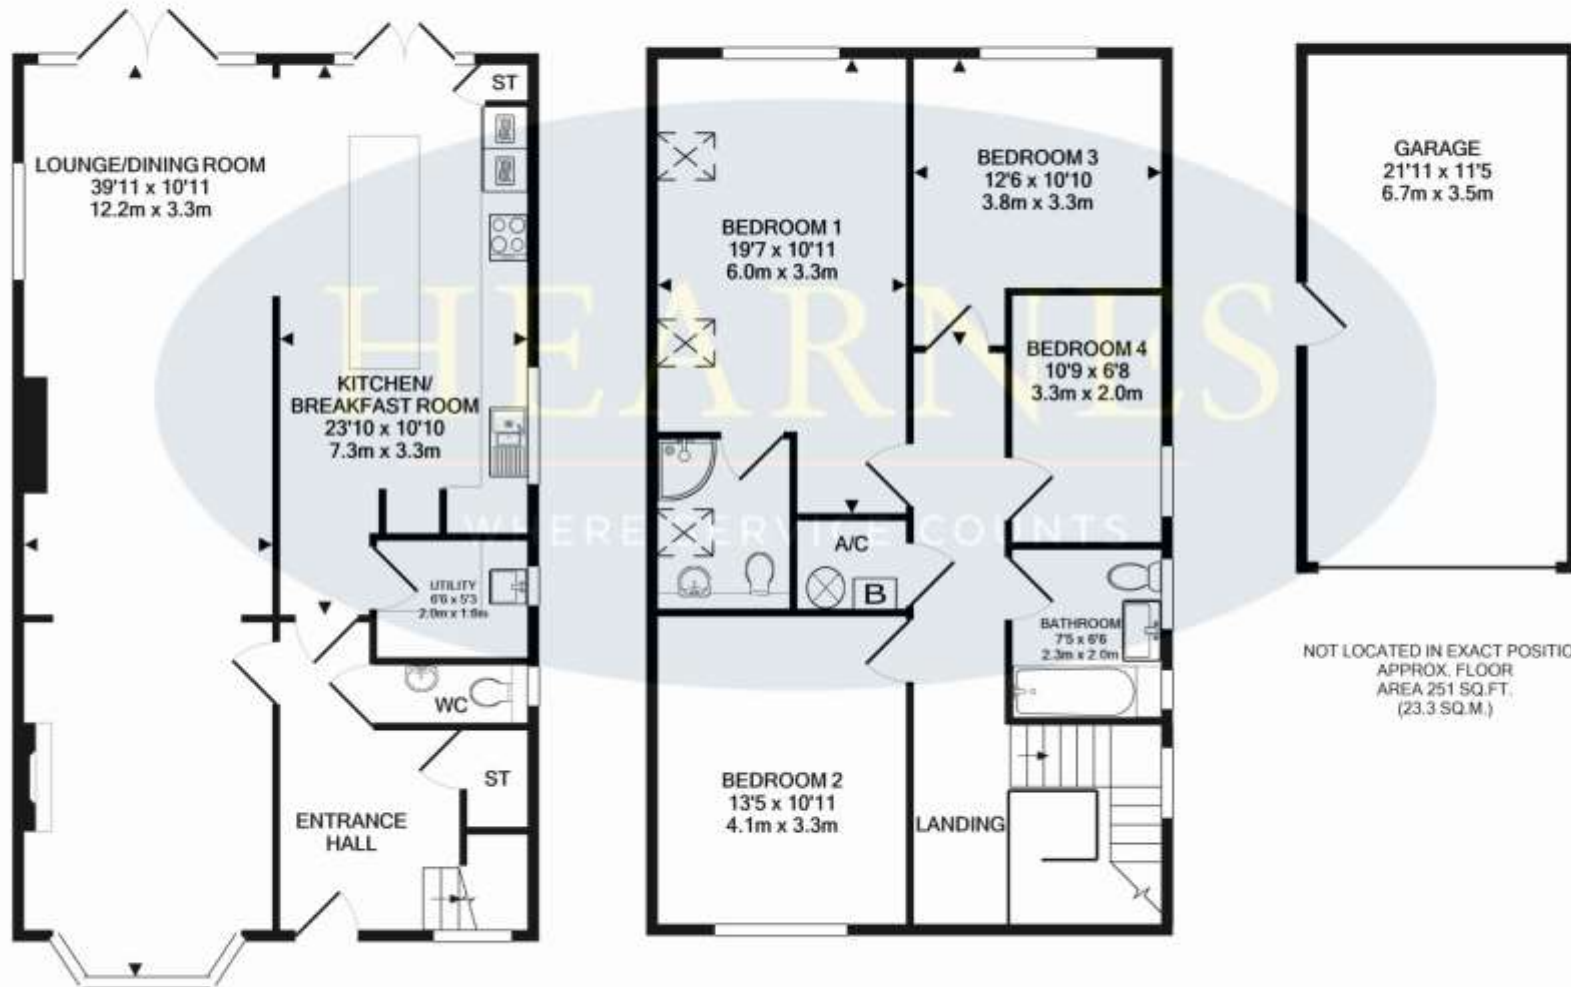 LOUNGE/DINING ROOM
39'11 x 10'11
12.2m x 3.3m
ST
KITCHEN/
BREAKFAST ROOM
23'10 x 10'10
7.3m x 3.3m
UTILITY
6'6 x 5'3
2.0m x 1.6m
WC
ST
ENTRANCE
HALL
BEDROOM 1
19'7 x 10'11
6.0m x 3.3m
BEDROOM 3
12'6 x 10'10
3.8m x 3.3m
BEDROOM 4
10'9 x 6'8
3.3m x 2.0m
A/C
B
BATHROOM
7'5 x 6'6
2.3m x 2.0m
BEDROOM 2
13'5 x 10'11
4.1m x 3.3m
LANDING
GARAGE
21'11 x 11'5
6.7m x 3.5m
NOT LOCATED IN EXACT POSITIO
APPROX. FLOOR
AREA 251 SQ.FT.
(23.3 SQ.M.)
HEARNES
WHERE SERVICE COUNTS